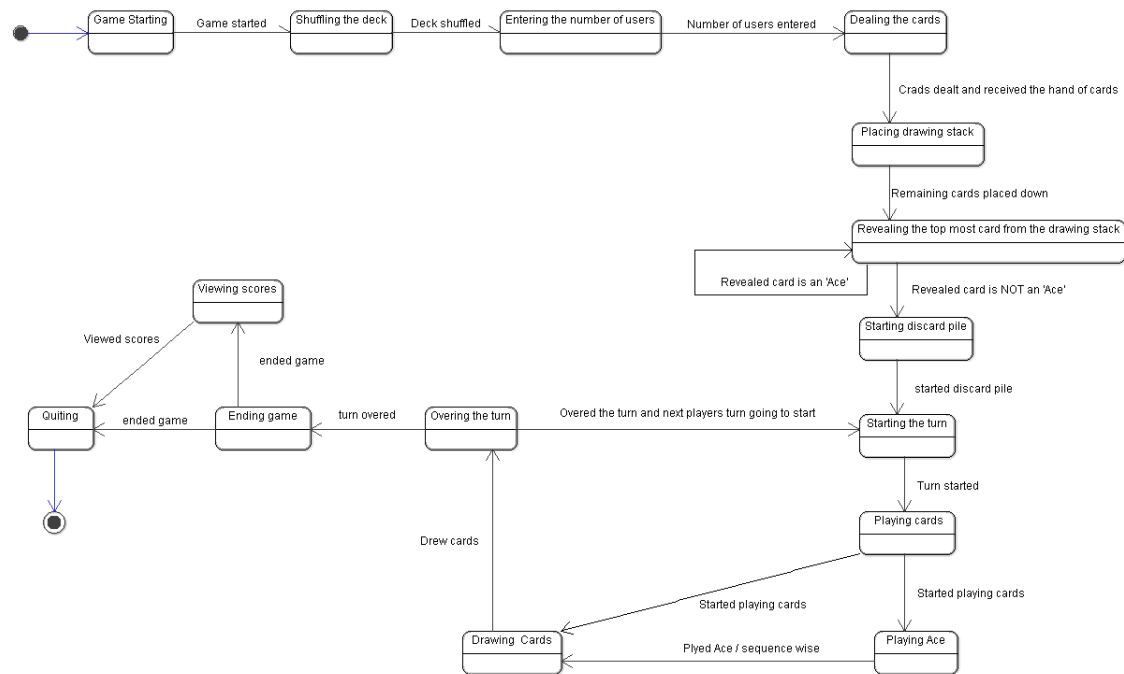 Game Starting
Game started
Shuffling the deck
Deck shuffled
Entering the number of users
Number of users entered
Dealing the cards
Crads dealt and received the hand of cards
Placing drawing stack
Remaining cards placed down
Revealing the top most card from the drawing stack
Revealed card is an 'Ace'
Revealed card is NOT an 'Ace'
Viewing scores
Starting discard pile
Viewed scores
ended game
started discard pile
Quiting
ended game
Ending game
turn overed
Overing the turn
Overed the turn and next players turn going to start
Starting the turn
Turn started
Playing cards
Drew cards
Started playing cards
Started playing cards
Drawing Cards
Plyed Ace / sequence wise
Playing Ace